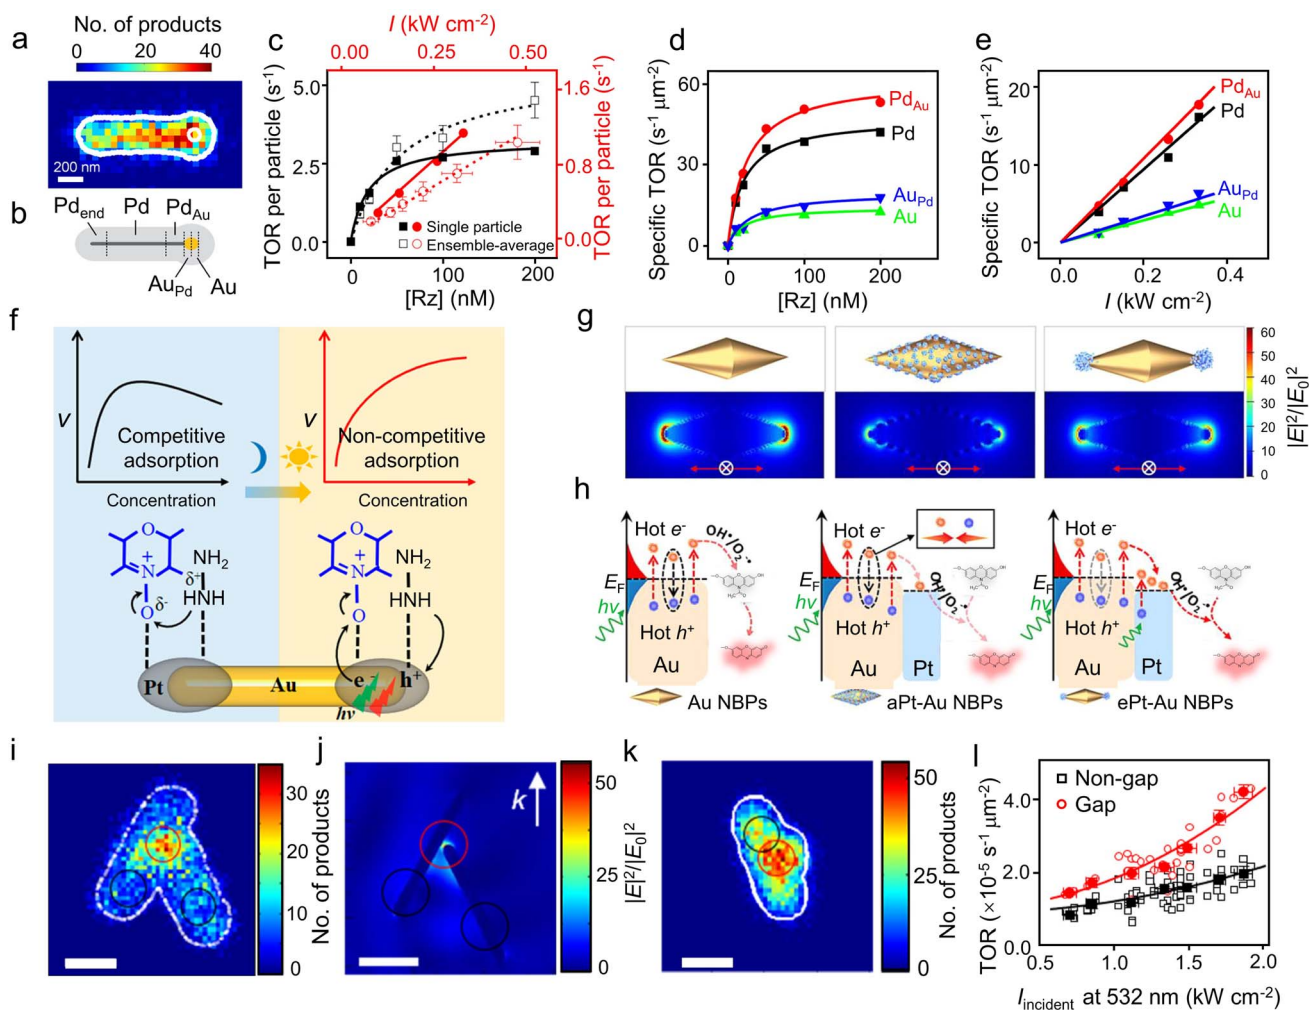 a
No. of products
0 20 40
200 nm
b
Pd_end Pd Pd_Au
Au_Pd Au
c
I (kW cm⁻²)
0.00 0.25 0.50
TOR per particle (s⁻¹)
5.0
2.5
0.0
1.6
0.8
0.0
TOR per particle (s⁻¹)
Single particle
Ensemble-average
0 100 200
[Rz] (nM)
d
Specific TOR (s⁻¹ μm⁻²)
60
30
0
Pd_Au
Pd
Au_Pd
Au
0 100 200
[Rz] (nM)
e
Specific TOR (s⁻¹ μm⁻²)
20
10
0
Pd_Au
Pd
Au_Pd
Au
0.0 0.2 0.4
I (kW cm⁻²)
f
V
Competitive
adsorption
Concentration
V
Non-competitive
adsorption
Concentration
O
+
N
δ⁺
NH₂
HNH
O
δ⁻
O
+
N
NH₂
HNH
O
Pt
Au
e⁻
h⁺
hν
g
60
50
40
30
20
10
0
|E|²/|E₀|²
h
Hot e⁻
OH•/O₂⁻•
E_F
hν
Hot h⁺
Au
Au NBPs
Hot e⁻
OH•/O₂⁻•
E_F
hν
Hot h⁺
Au
Pt
aPt-Au NBPs
Hot e⁻
OH•/O₂⁻•
E_F
hν
Hot h⁺
Au
Pt
ePt-Au NBPs
i
30
20
10
0
No. of products
j
k
50
25
0
|E|²/|E₀|²
k
50
25
0
No. of products
l
TOR (×10⁻⁵ s⁻¹ μm⁻²)
4.0
2.0
0.0
Non-gap
Gap
0.5 1.0 1.5 2.0
I_incident at 532 nm (kW cm⁻²)